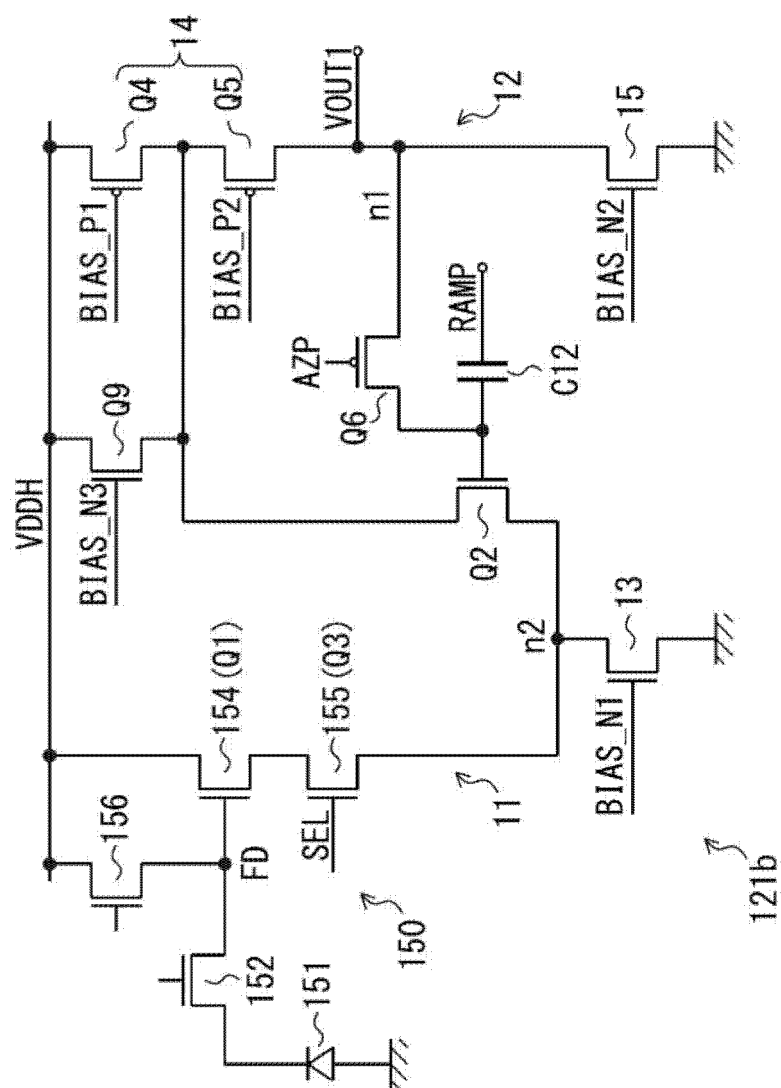 VDDH
14
Q4
Q5
BIAS_P1
BIAS_P2
Q9
BIAS_N3
VOUT1
12
n1
AZP
RAMP
Q6
C12
Q2
15
BIAS_N2
156
154(Q1)
155(Q3)
FD
SEL
11
n2
13
BIAS_N1
152
151
150
121b